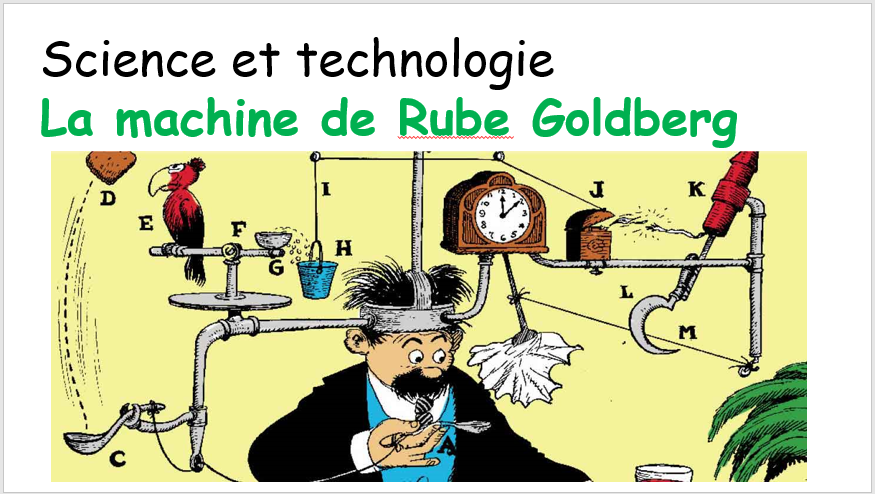 Science et technologie
La machine de Rube Goldberg
D
I
J
K
E
F
H
G
L
M
A
C